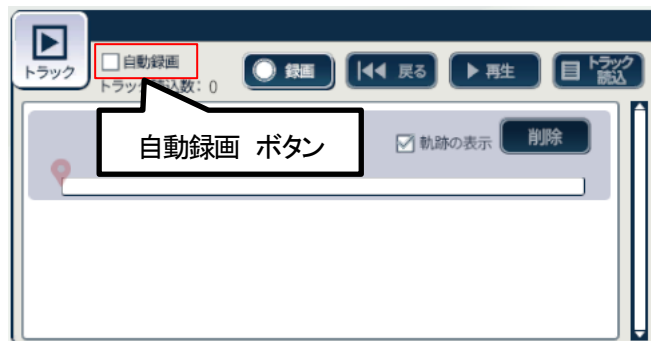 トラック
自動録画
トラック読込数: 0
録画
戻る
再生
トラック
読込
自動録画 ボタン
軌跡の表示
削除